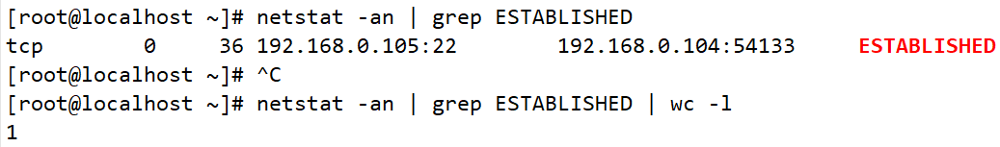 [root@localhost ~]# netstat -an | grep ESTABLISHED
tcp        0     36 192.168.0.105:22        192.168.0.104:54133     ESTABLISHED
[root@localhost ~]# ^C
[root@localhost ~]# netstat -an | grep ESTABLISHED | wc -l
1